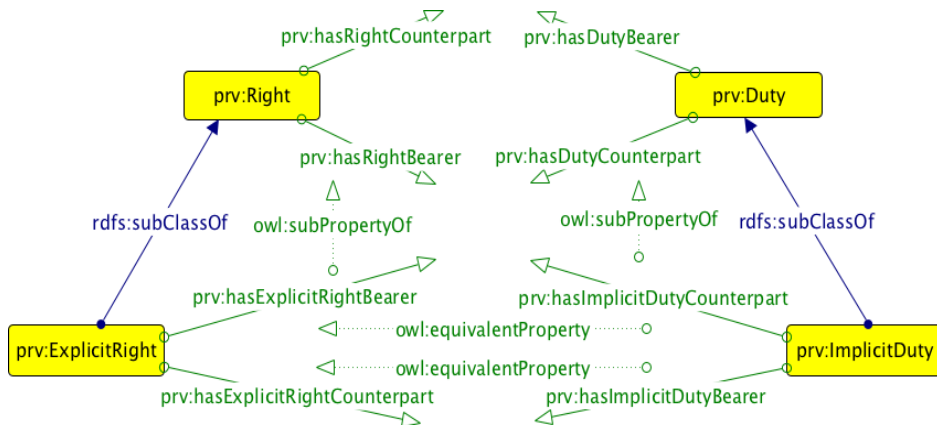 prv:hasRightCounterpart
prv:hasDutyBearer
prv:Right
prv:Duty
prv:hasRightBearer
prv:hasDutyCounterpart
rdfs:subClassOf
owl:subPropertyOf
owl:subPropertyOf
rdfs:subClassOf
prv:hasExplicitRightBearer
prv:hasImplicitDutyCounterpart
owl:equivalentProperty
prv:ExplicitRight
prv:ImplicitDuty
owl:equivalentProperty
prv:hasExplicitRightCounterpart
prv:hasImplicitDutyBearer